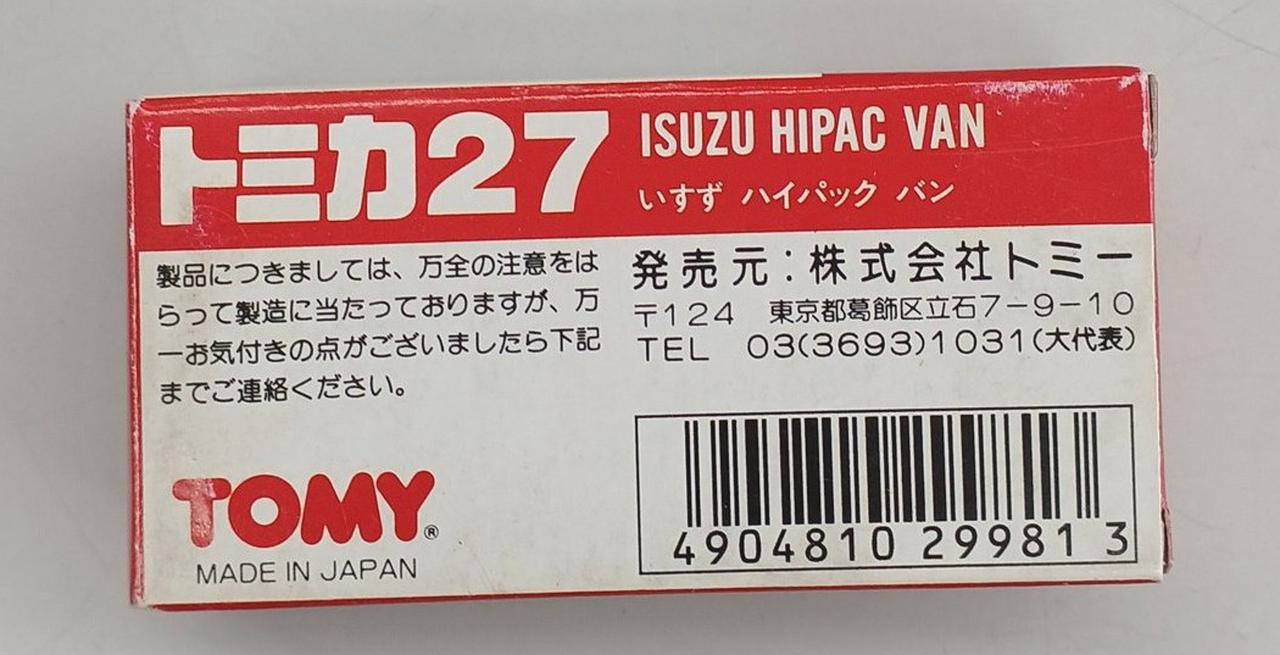 トミカ27
ISUZU HIPAC VAN
いすず ハイパック バン
製品につきましては、万全の注意をは
らって製造に当たっておりますが、万
一お気付きの点がございましたら下記
までご連絡ください。
発売元：株式会社トミー
〒124 東京都葛飾区立石7-9-10
TEL 03(3693)1031(大代表)
TOMY®
MADE IN JAPAN
4904810 29981 3